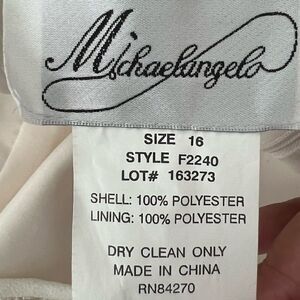 Michaelangelo
SIZE 16
STYLE F2240
LOT# 163273
SHELL: 100% POLYESTER
LINING: 100% POLYESTER
DRY CLEAN ONLY
MADE IN CHINA
RN84270